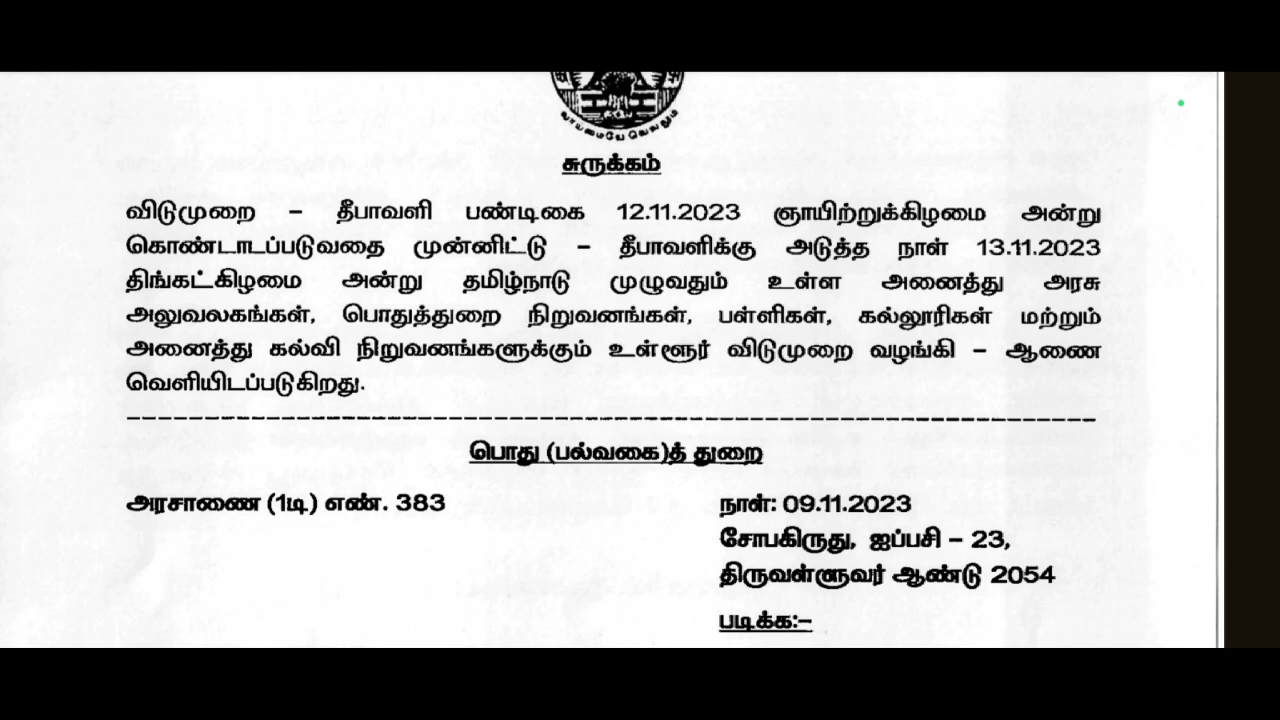 வாய்மையே வெல்லும்
சுருக்கம்
விடுமுறை – தீபாவளி பண்டிகை 12.11.2023 ஞாயிற்றுக்கிழமை அன்று
கொண்டாடப்படுவதை முன்னிட்டு – தீபாவளிக்கு அடுத்த நாள் 13.11.2023
திங்கட்கிழமை அன்று தமிழ்நாடு முழுவதும் உள்ள அனைத்து அரசு
அலுவலகங்கள், பொதுத்துறை நிறுவனங்கள், பள்ளிகள், கல்லூரிகள் மற்றும்
அனைத்து கல்வி நிறுவனங்களுக்கும் உள்ளூர் விடுமுறை வழங்கி – ஆணை
வெளியிடப்படுகிறது.
பொது (பல்வகை)த் துறை
அரசாணை (1டி) எண். 383
நாள்: 09.11.2023
சோபகிருது, ஐப்பசி – 23,
திருவள்ளுவர் ஆண்டு 2054
படிக்க:–